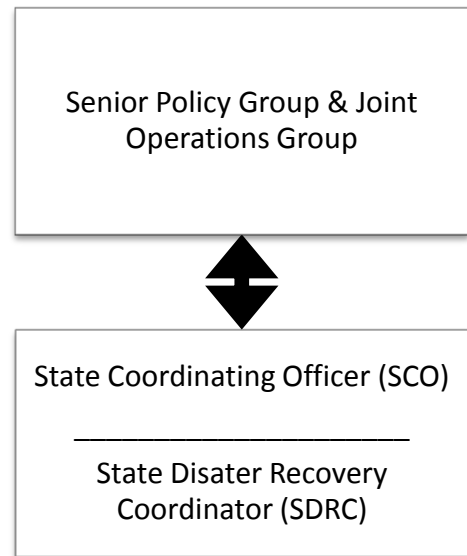 Senior Policy Group & Joint
Operations Group
State Coordinating Officer (SCO)
State Disater Recovery
Coordinator (SDRC)